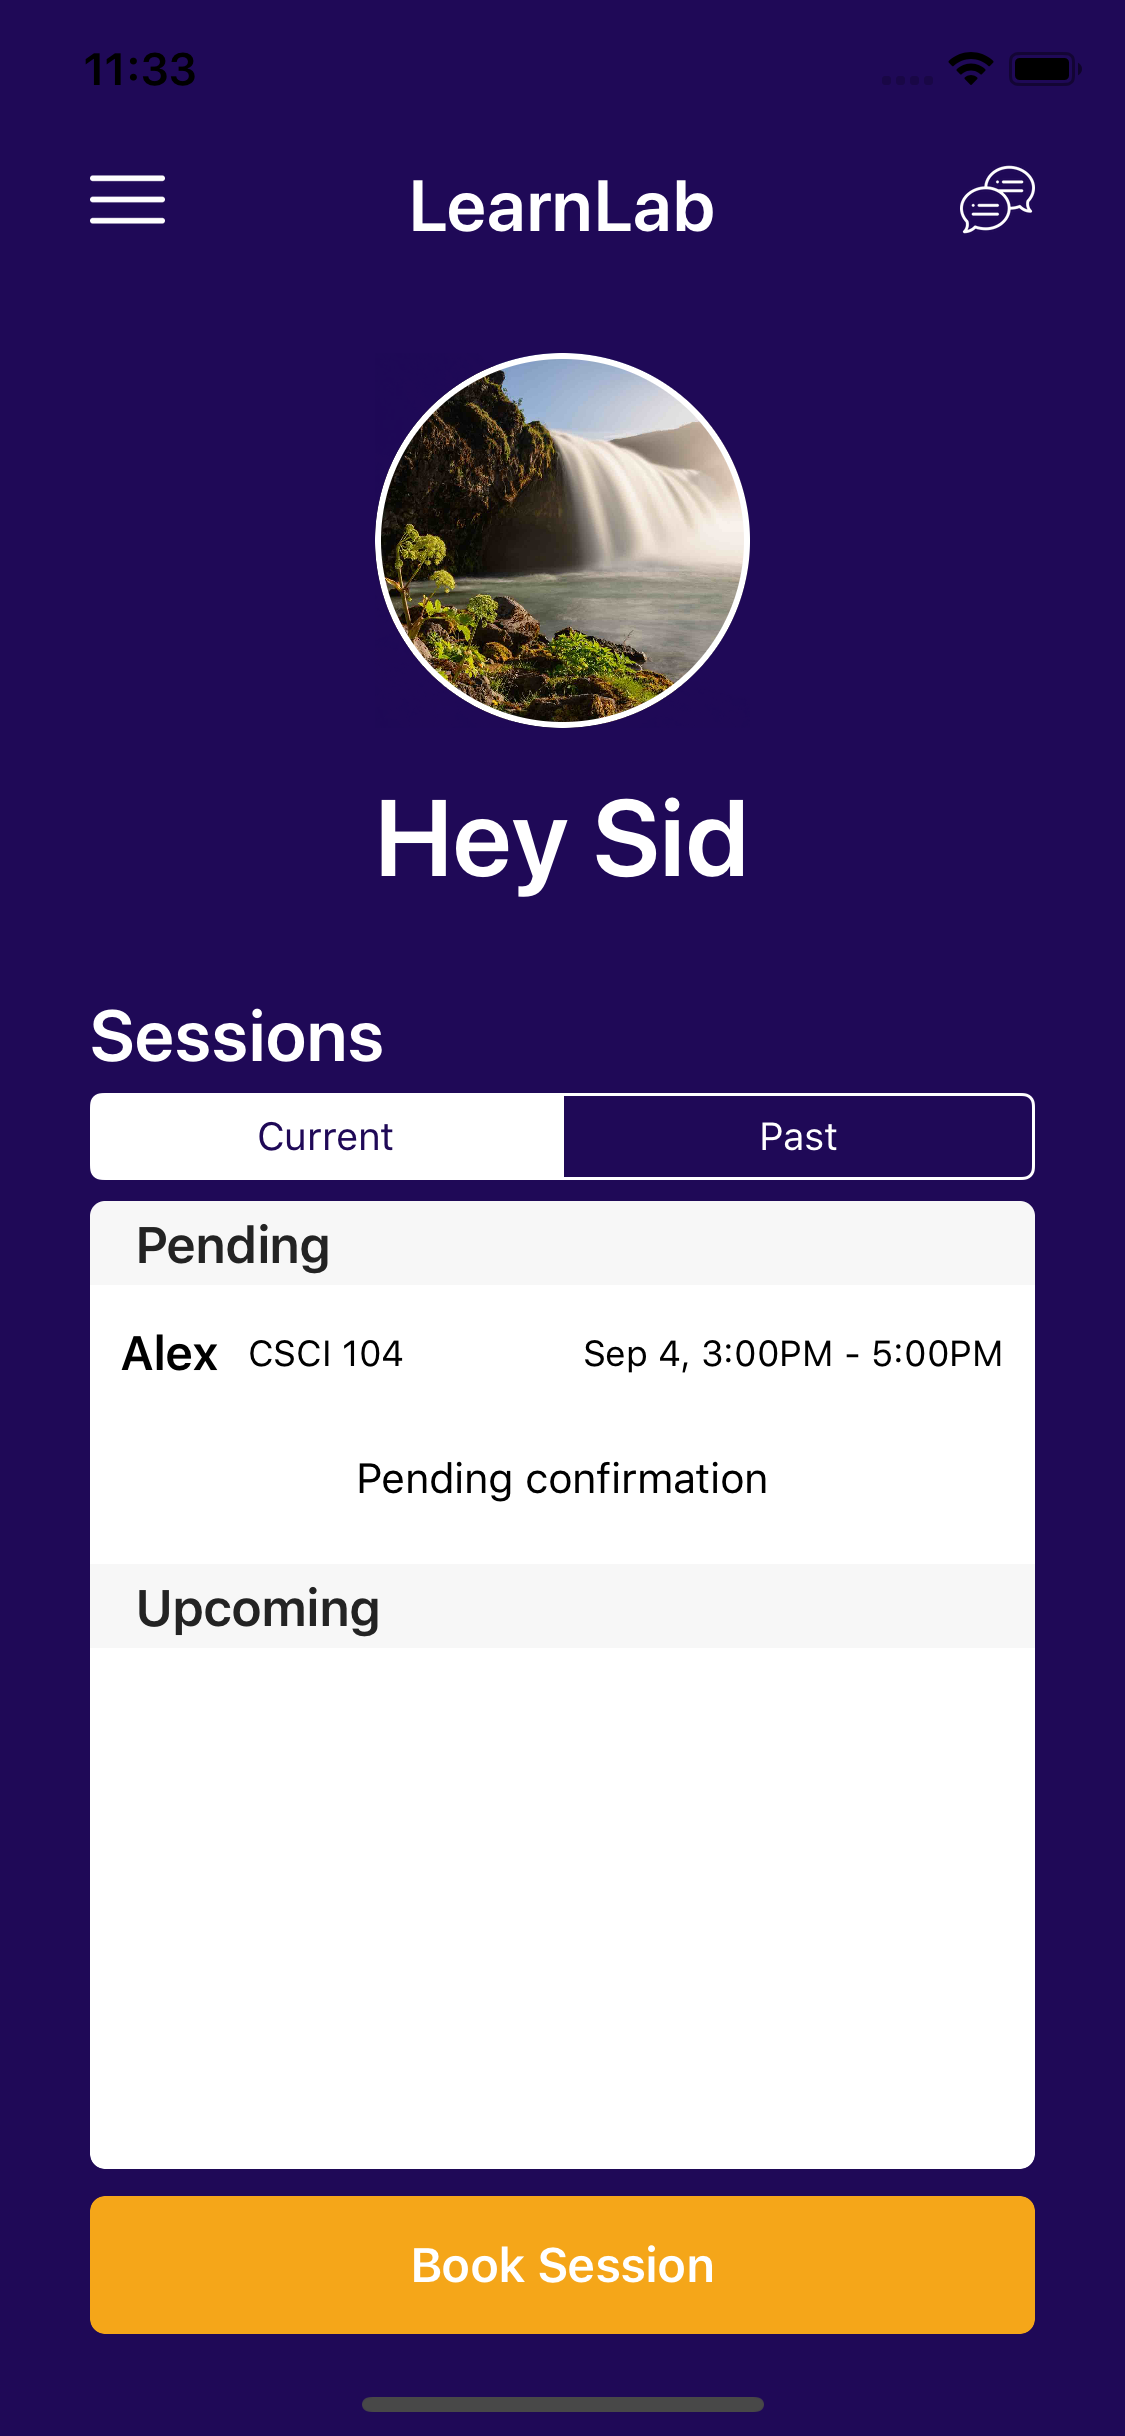 11:33
LearnLab
Hey Sid
Sessions
Current Past
Pending
Alex CSCI 104 Sep 4, 3:00PM - 5:00PM
Pending confirmation
Upcoming
Book Session